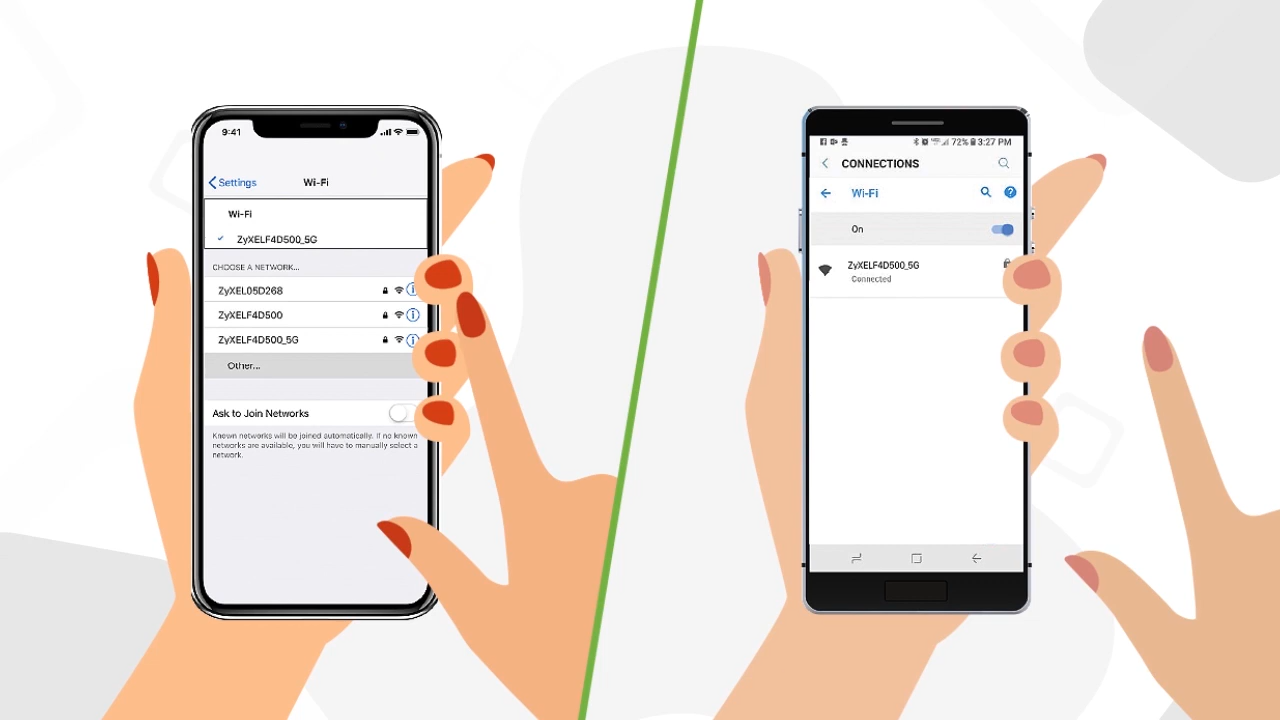 9:41
Settings
Wi-Fi
Wi-Fi
ZyXELF4D500_5G
CHOOSE A NETWORK...
ZyXEL05D268
ZyXELF4D500
ZyXELF4D500_5G
Other...
Ask to Join Networks
Known networks will be joined automatically. If no known
networks are available, you will have to manually select a
network.
72% 3:27 PM
CONNECTIONS
Wi-Fi
On
ZyXELF4D500_5G
Connected